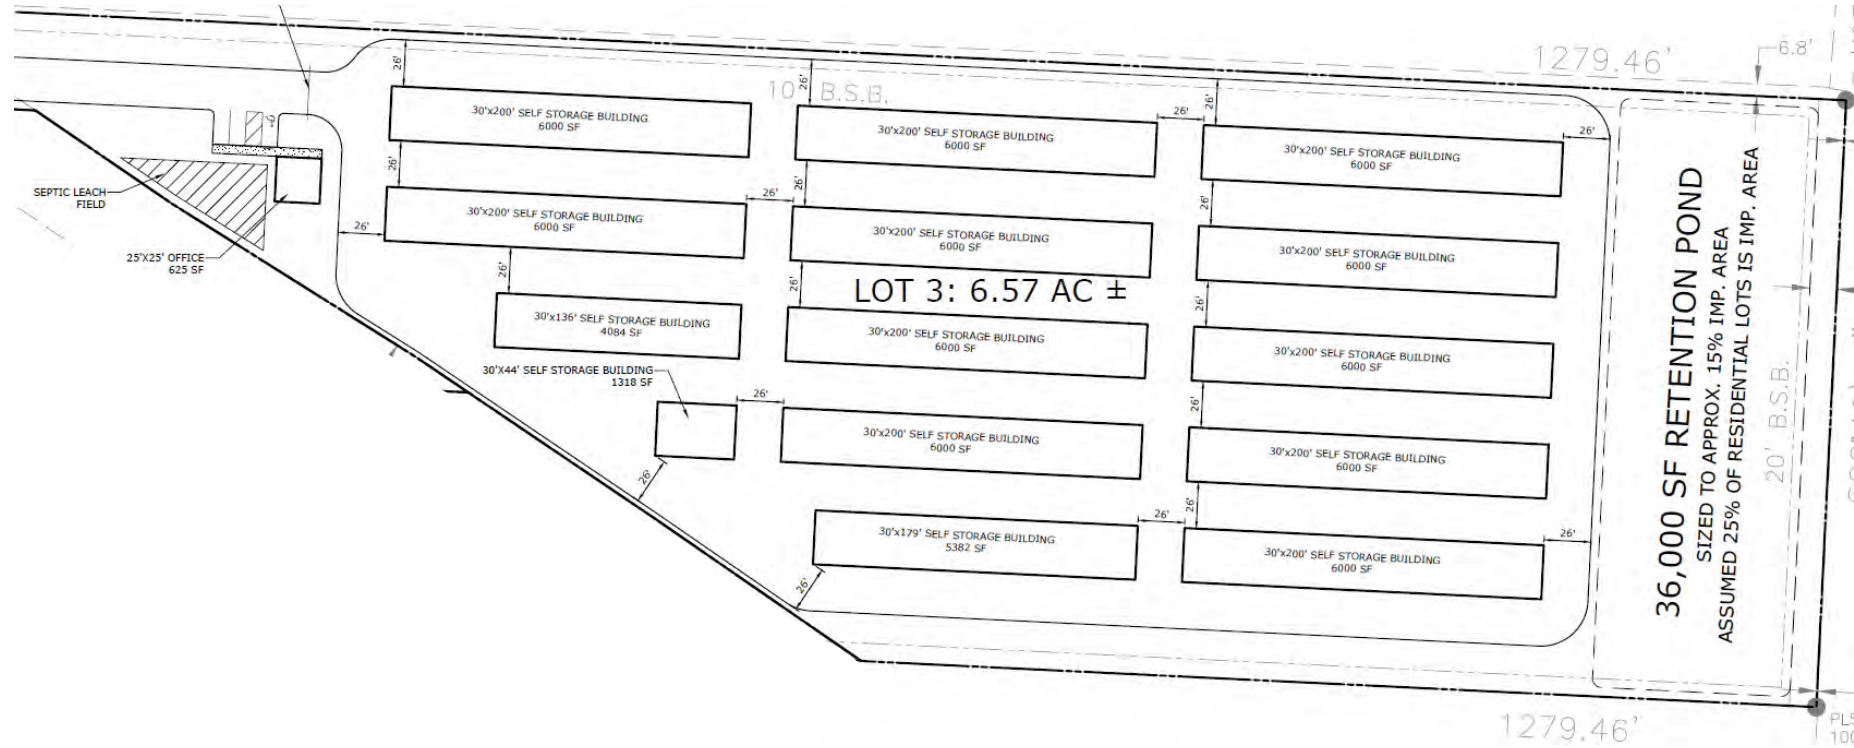 1279.46'
6.8'
26'
10' B.S.B.
26'
26'
30'x200' SELF STORAGE BUILDING
6000 SF
30'x200' SELF STORAGE BUILDING
6000 SF
26'
30'x200' SELF STORAGE BUILDING
6000 SF
26'
26'
26'
26'
SEPTIC LEACH
FIELD
26'
30'x200' SELF STORAGE BUILDING
6000 SF
26'
30'x200' SELF STORAGE BUILDING
6000 SF
30'x200' SELF STORAGE BUILDING
6000 SF
25'X25' OFFICE
625 SF
26'
26'
26'
LOT 3: 6.57 AC ±
30'x136' SELF STORAGE BUILDING
4084 SF
30'x200' SELF STORAGE BUILDING
6000 SF
30'x200' SELF STORAGE BUILDING
6000 SF
30'X44' SELF STORAGE BUILDING
1318 SF
26'
26'
30'x200' SELF STORAGE BUILDING
6000 SF
30'x200' SELF STORAGE BUILDING
6000 SF
26'
26'
26'
30'x179' SELF STORAGE BUILDING
5382 SF
26'
30'x200' SELF STORAGE BUILDING
6000 SF
26'
26'
36,000 SF RETENTION POND
SIZED TO APPROX. 15% IMP. AREA
ASSUMED 25% OF RESIDENTIAL LOTS IS IMP. AREA
20' B.S.B.
1279.46'